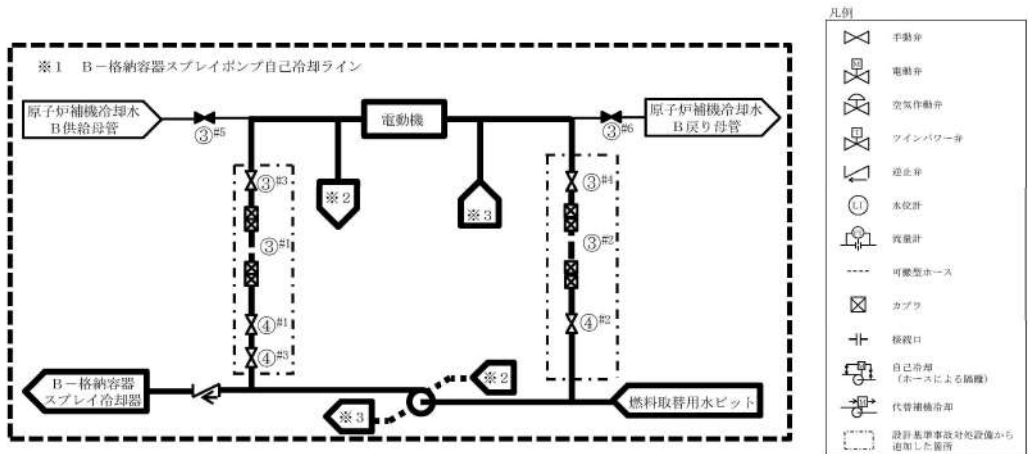 ※1 B-格納容器スプレイポンプ自己冷却ライン
原子炉補機冷却水
B供給母管
③#5
電動機
③#6
原子炉補機冷却水
B戻り母管
③#3
※2
※3
③#4
③#1
③#2
④#1
④#2
④#3
B-格納容器
スプレイ冷却器
※2
※3
燃料取替用水ピット
凡例
手動弁
M
電動弁
空気作動弁
T
ツインパワー弁
逆止弁
LI
水位計
流量計
可搬型ホース
カプラ
接続口
M
自己冷却
(ホースによる隔離)
M
代替補機冷却
設計基準事故対処設備から
追加した箇所